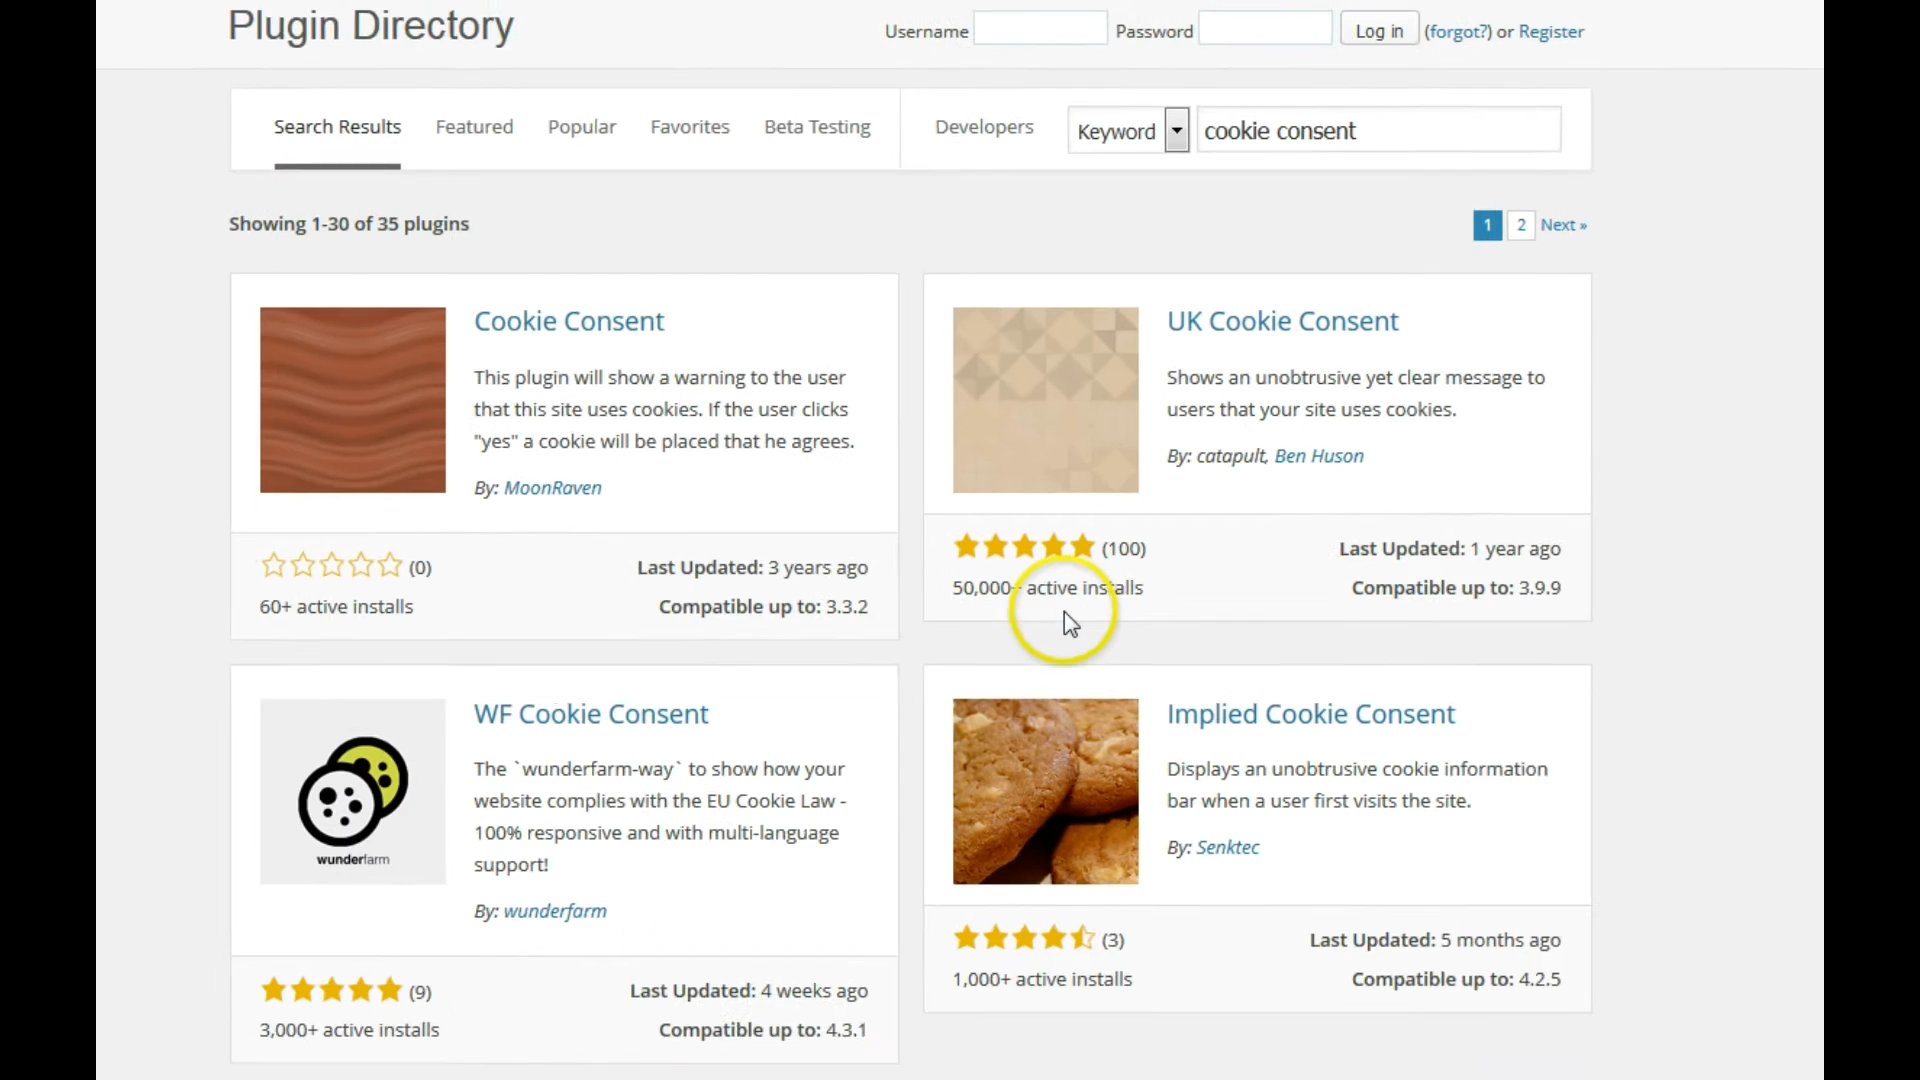 Plugin Directory
Username Password Log in (forgot?) or Register
Search Results Featured Popular Favorites Beta Testing Developers Keyword cookie consent
Showing 1-30 of 35 plugins
1 2 Next »
Cookie Consent
This plugin will show a warning to the user
that this site uses cookies. If the user clicks
"yes" a cookie will be placed that he agrees.
By: MoonRaven
(0)
Last Updated: 3 years ago
60+ active installs
Compatible up to: 3.3.2
UK Cookie Consent
Shows an unobtrusive yet clear message to
users that your site uses cookies.
By: catapult, Ben Huson
(100)
Last Updated: 1 year ago
50,000+ active installs
Compatible up to: 3.9.9
WF Cookie Consent
The `wunderfarm-way` to show how your
website complies with the EU Cookie Law -
100% responsive and with multi-language
support!
By: wunderfarm
wunderfarm
(9)
Last Updated: 4 weeks ago
3,000+ active installs
Compatible up to: 4.3.1
Implied Cookie Consent
Displays an unobtrusive cookie information
bar when a user first visits the site.
By: Senktec
(3)
Last Updated: 5 months ago
1,000+ active installs
Compatible up to: 4.2.5